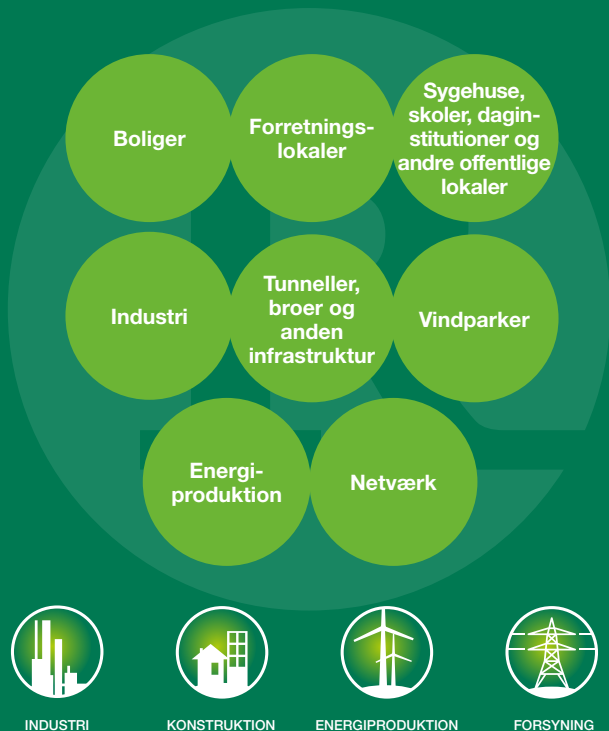 Boliger
Forretnings-
lokaler
Sygehuse,
skoler, dagin-
stitutioner og
andre offentlige
lokaler
Industri
Tunneller,
broer og
anden
infrastruktur
Vindparker
Energi-
produktion
Netværk
INDUSTRI
KONSTRUKTION
ENERGIPRODUKTION
FORSYNING